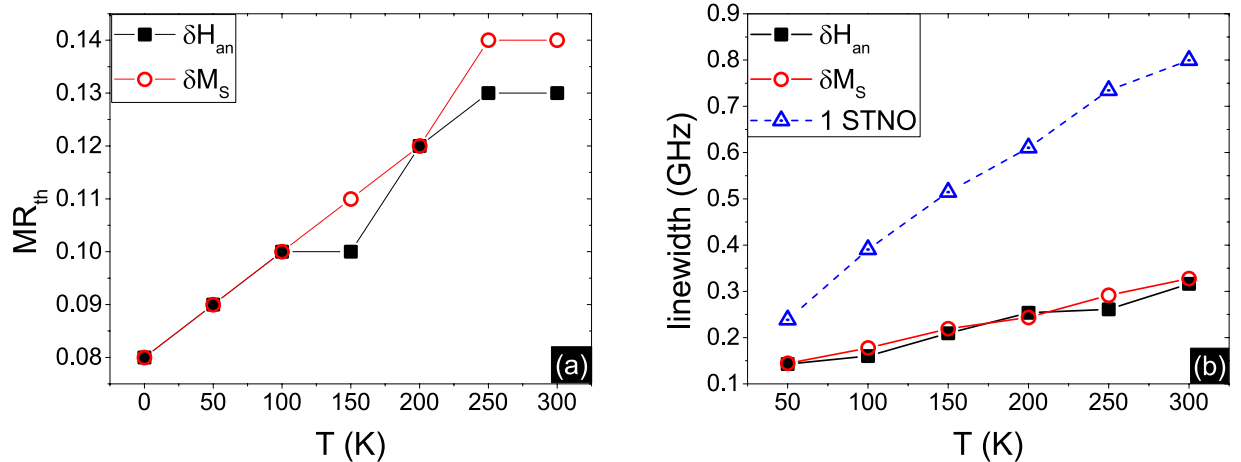 δH_an
δM_S
0.14
0.13
0.12
0.11
0.10
0.09
0.08
MR_th
0 50 100 150 200 250 300
T (K)
(a)
δH_an
δM_S
1 STNO
0.9
0.8
0.7
0.6
0.5
0.4
0.3
0.2
0.1
linewidth (GHz)
50 100 150 200 250 300
T (K)
(b)